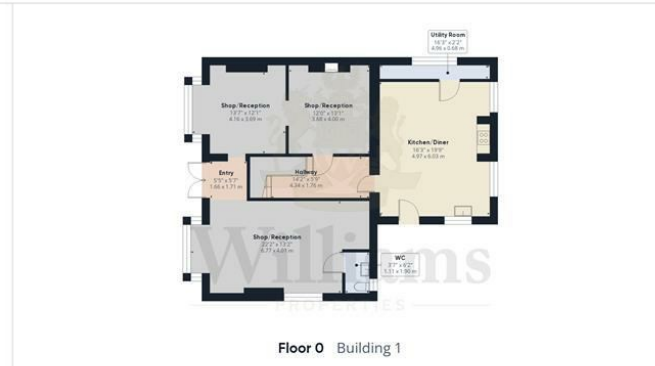 Utility Room
16'3" x 2'2"
4.96 x 0.68 m
Shop/Reception
13'7" x 12'1"
4.16 x 3.69 m
Shop/Reception
12'0" x 13'1"
3.68 x 4.00 m
Kitchen/Diner
16'3" x 19'9"
4.97 x 6.03 m
Entry
5'5" x 5'7"
1.66 x 1.71 m
Hallway
14'2" x 5'9"
4.34 x 1.76 m
Shop/Reception
22'2" x 13'2"
6.77 x 4.01 m
WC
3'7" x 6'2"
1.11 x 1.90 m
Williams
PROPERTIES
Floor 0 Building 1